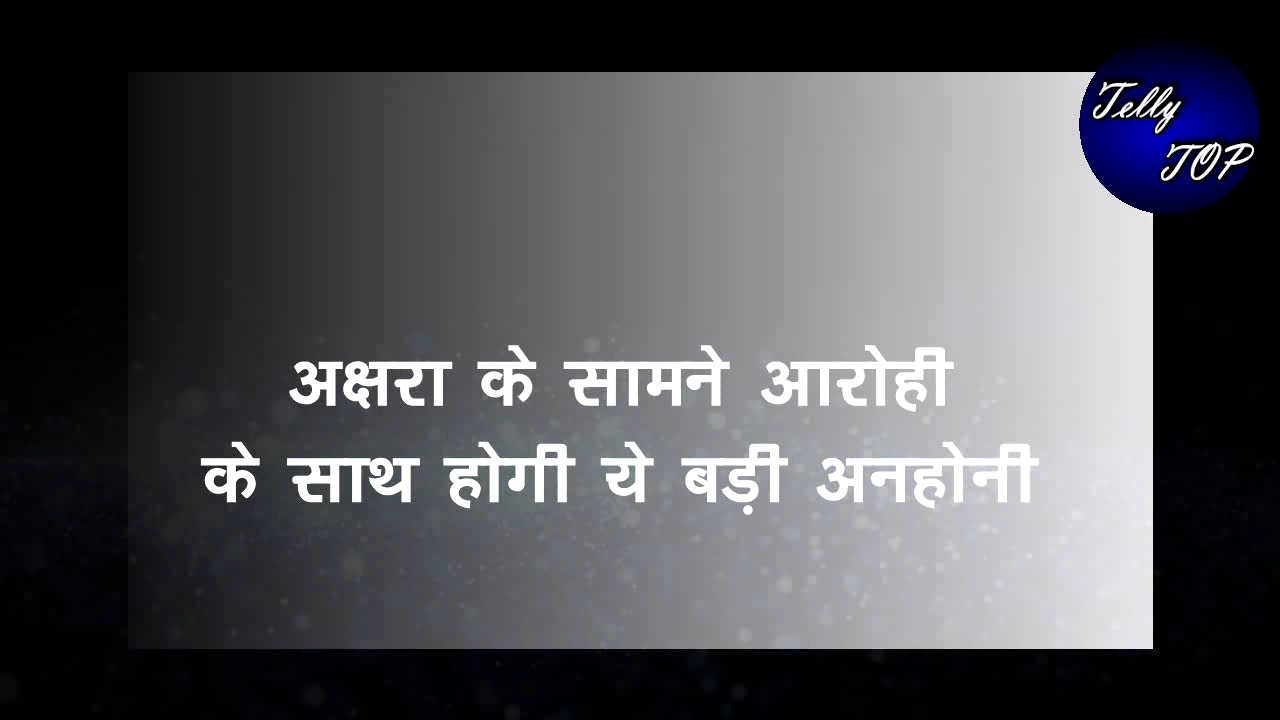 Telly
TOP
अक्षरा के सामने आरोही
के साथ होगी ये बड़ी अनहोनी